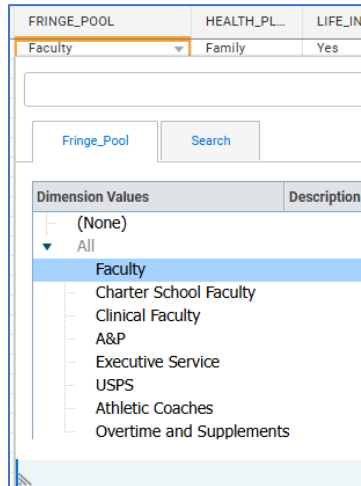 FRINGE_POOL HEALTH_PL... LIFE_IN
Faculty Family Yes
Fringe_Pool Search
Dimension Values Description
(None)
All
Faculty
Charter School Faculty
Clinical Faculty
A&P
Executive Service
USPS
Athletic Coaches
Overtime and Supplements